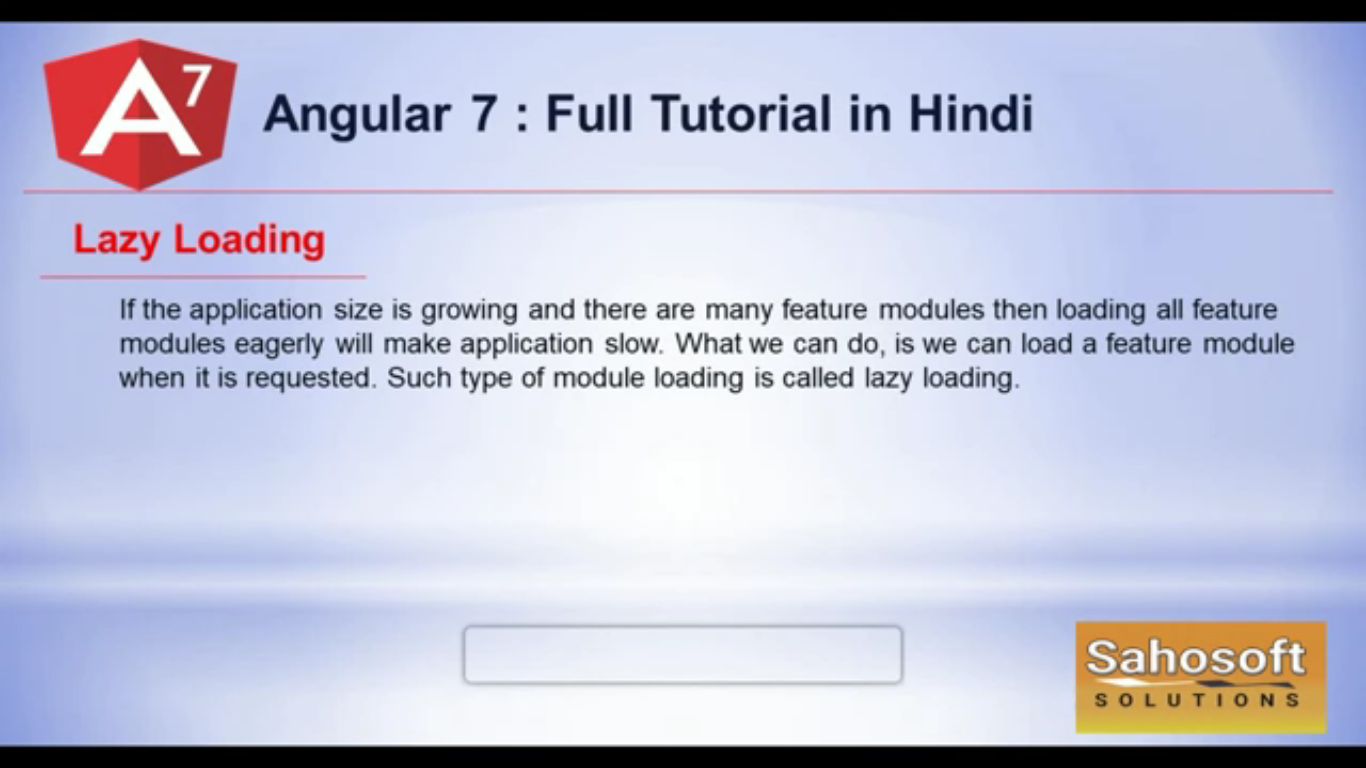 A7
Angular 7 : Full Tutorial in Hindi
Lazy Loading
If the application size is growing and there are many feature modules then loading all feature
modules eagerly will make application slow. What we can do, is we can load a feature module
when it is requested. Such type of module loading is called lazy loading.
Sahosoft
SOLUTIONS